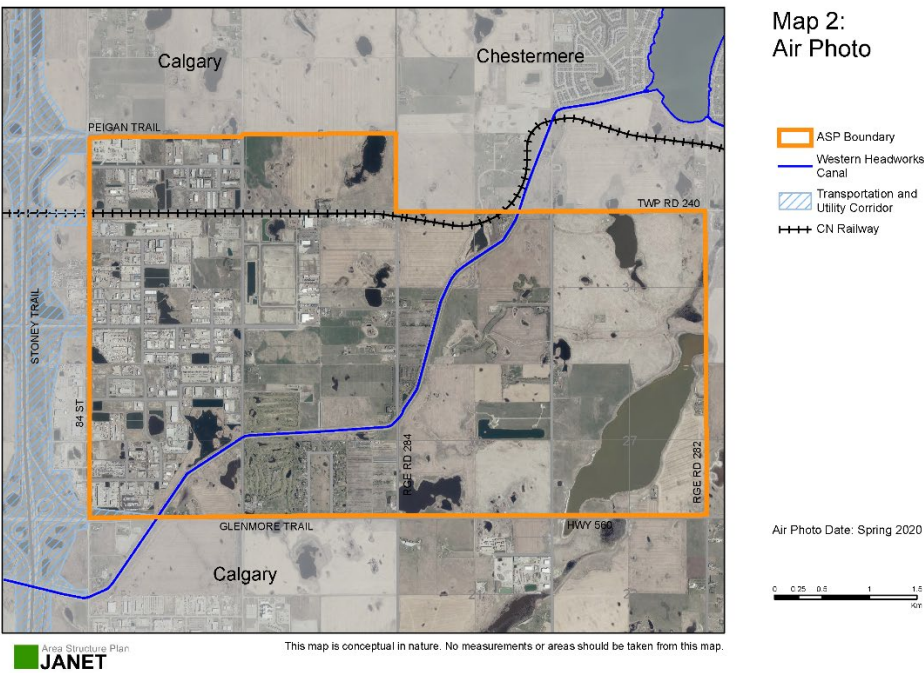 Map 2:
Air Photo
Calgary
Chestermere
PEIGAN TRAIL
ASP Boundary
Western Headworks
Canal
Transportation and
Utility Corridor
CN Railway
TWP RD 240
STONEY TRAIL
84 ST
RGE RD 284
27
RGE RD 282
GLENMORE TRAIL
HWY 560
Calgary
Air Photo Date: Spring 2020
0 0.25 0.5 1 1.5
Km
Area Structure Plan
JANET
This map is conceptual in nature. No measurements or areas should be taken from this map.